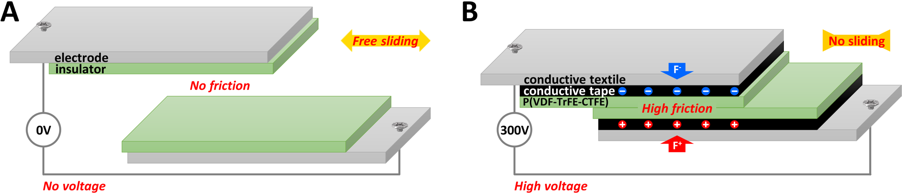 A
electrode
insulator
Free sliding
No friction
0V
No voltage
B
conductive textile
F-
No sliding
conductive tape
P(VDF-TrFE-CTFE)
High friction
300V
F+
High voltage